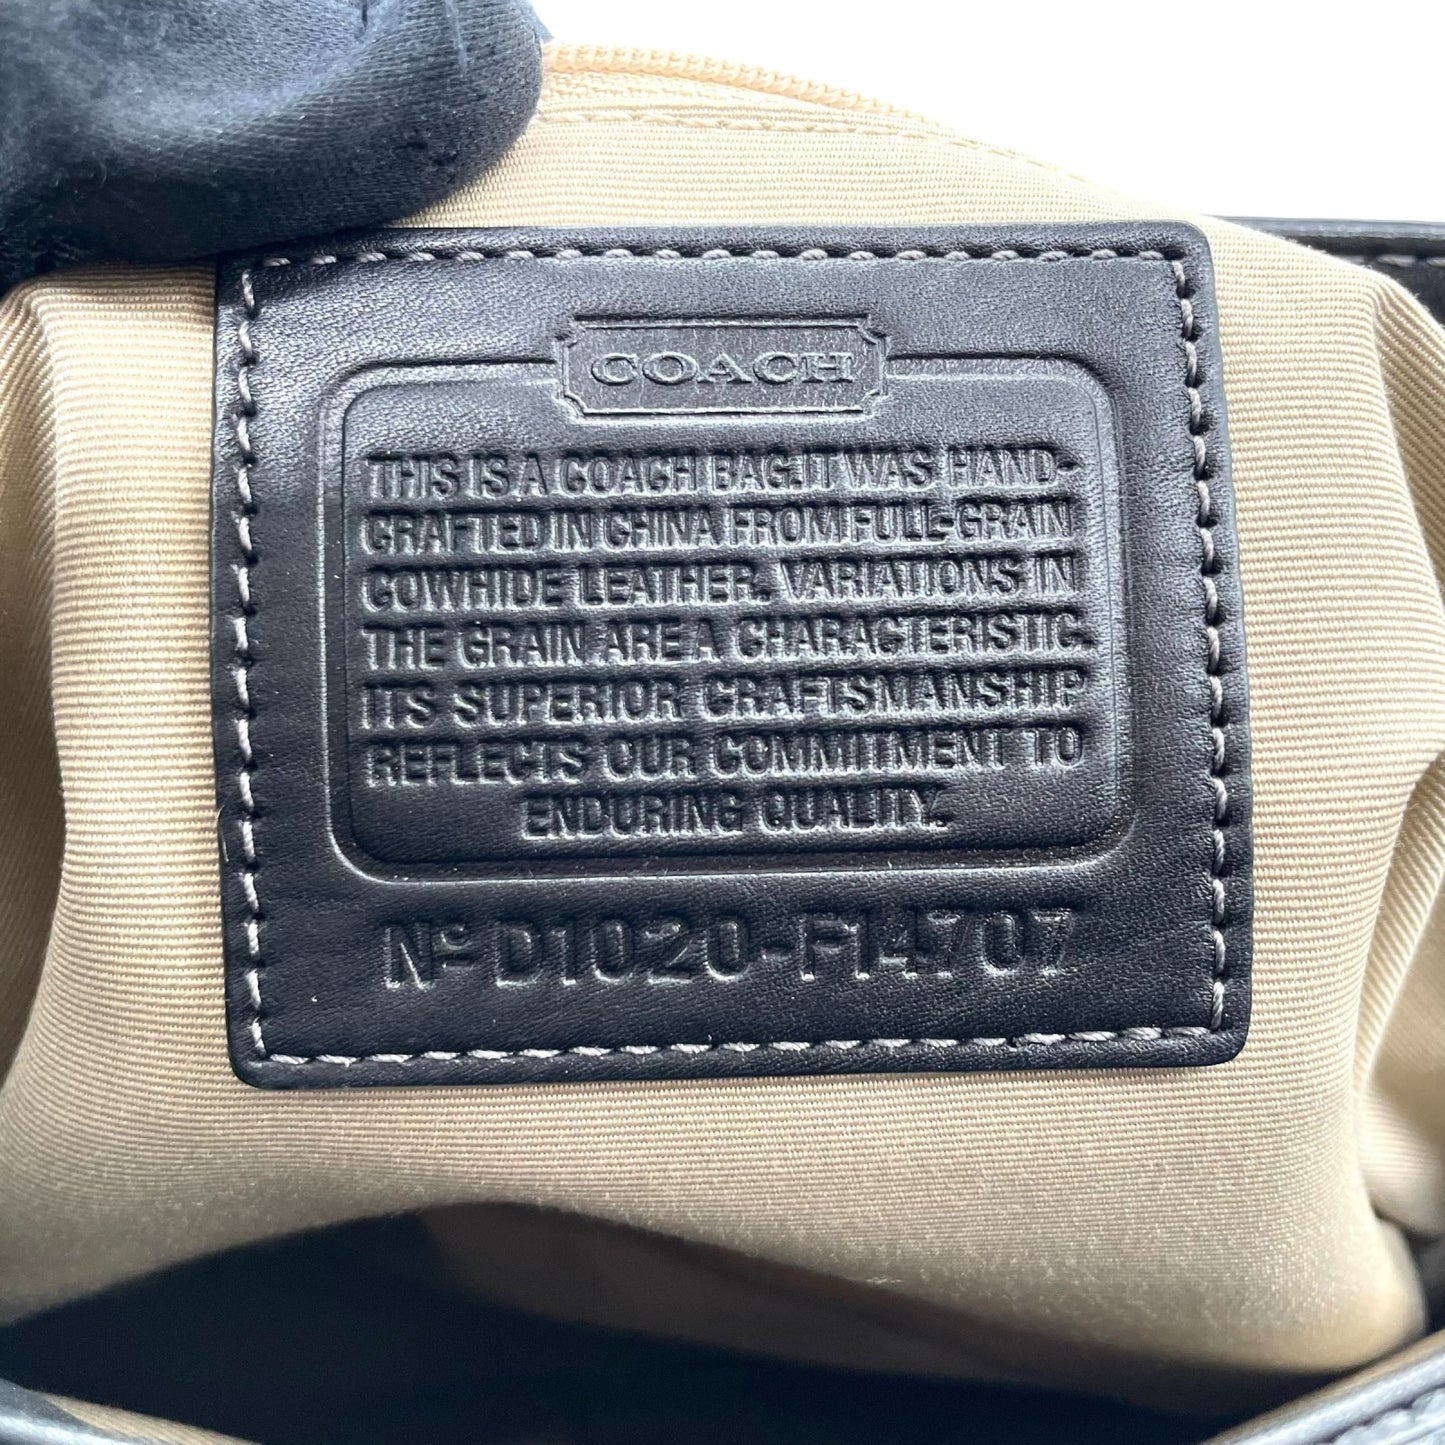 COACH
THIS IS A COACH BAG.IT WAS HAND-
CRAFTED IN CHINA FROM FULL-GRAIN
COWHIDE LEATHER. VARIATIONS IN
THE GRAIN ARE A CHARACTERISTIC.
ITS SUPERIOR CRAFTSMANSHIP
REFLECTS OUR COMMITMENT TO
ENDURING QUALITY.
Nº D1020-F14707